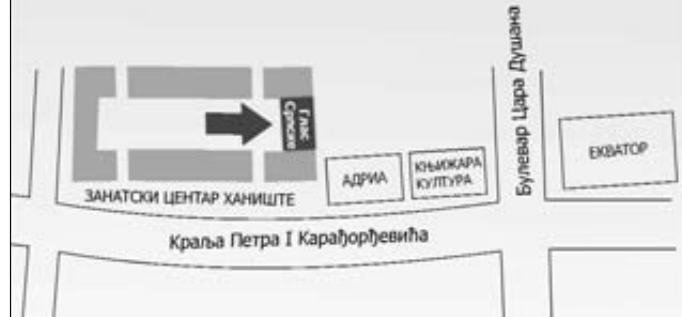 Глас
Српске
ЗАНАТСКИ ЦЕНТАР ХАНИШТЕ
АДРИА
КЊИЖАРА
КУЛТУРА
Булевар Цара Душана
ЕКВАТОР
Краља Петра I Карађорђевића